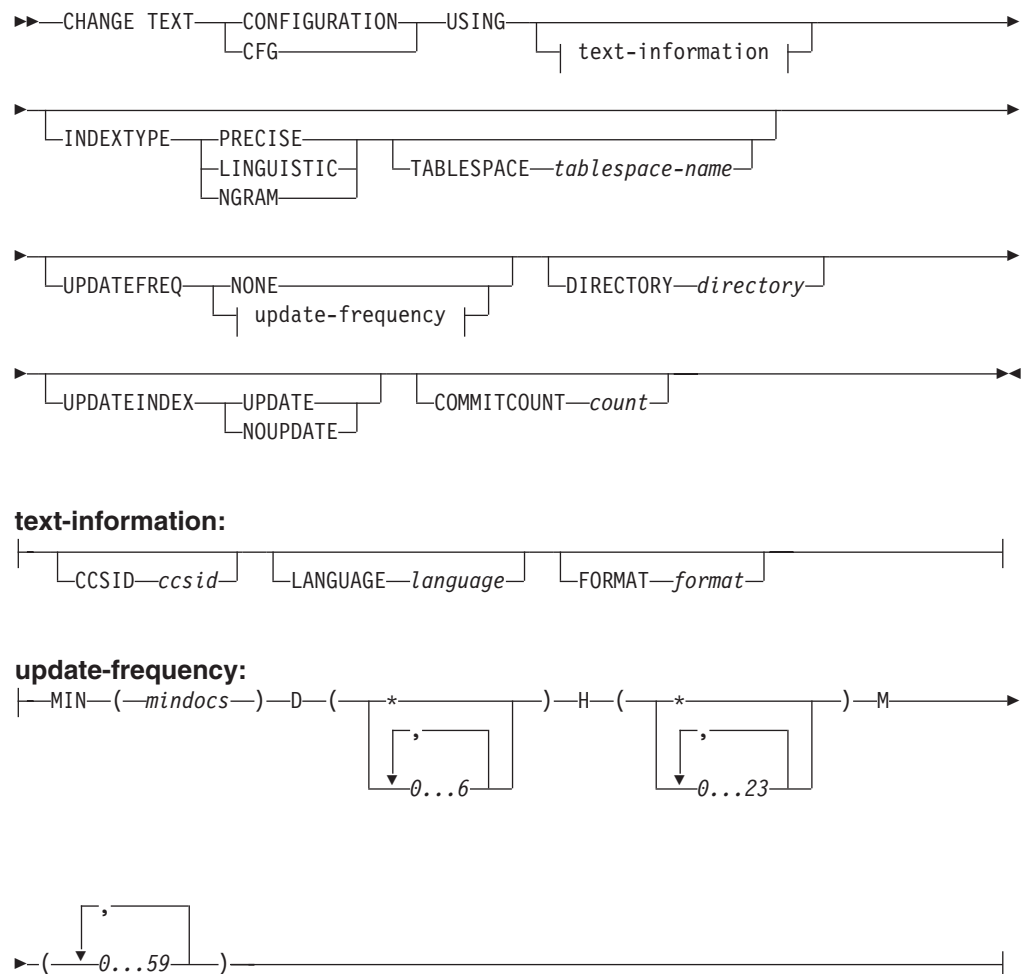 CHANGE TEXT CONFIGURATION USING
CFG text-information
INDEXTYPE PRECISE
LINGUISTIC TABLESPACE tablespace-name
NGRAM
UPDATEFREQ NONE DIRECTORY directory
update-frequency
UPDATEINDEX UPDATE COMMITCOUNT count
NOUPDATE
text-information:
CCSID ccsid LANGUAGE language FORMAT format
update-frequency:
MIN ( mindocs ) D ( * ) H ( * ) M
, ,
0...6 0...23
,
( 0...59 )